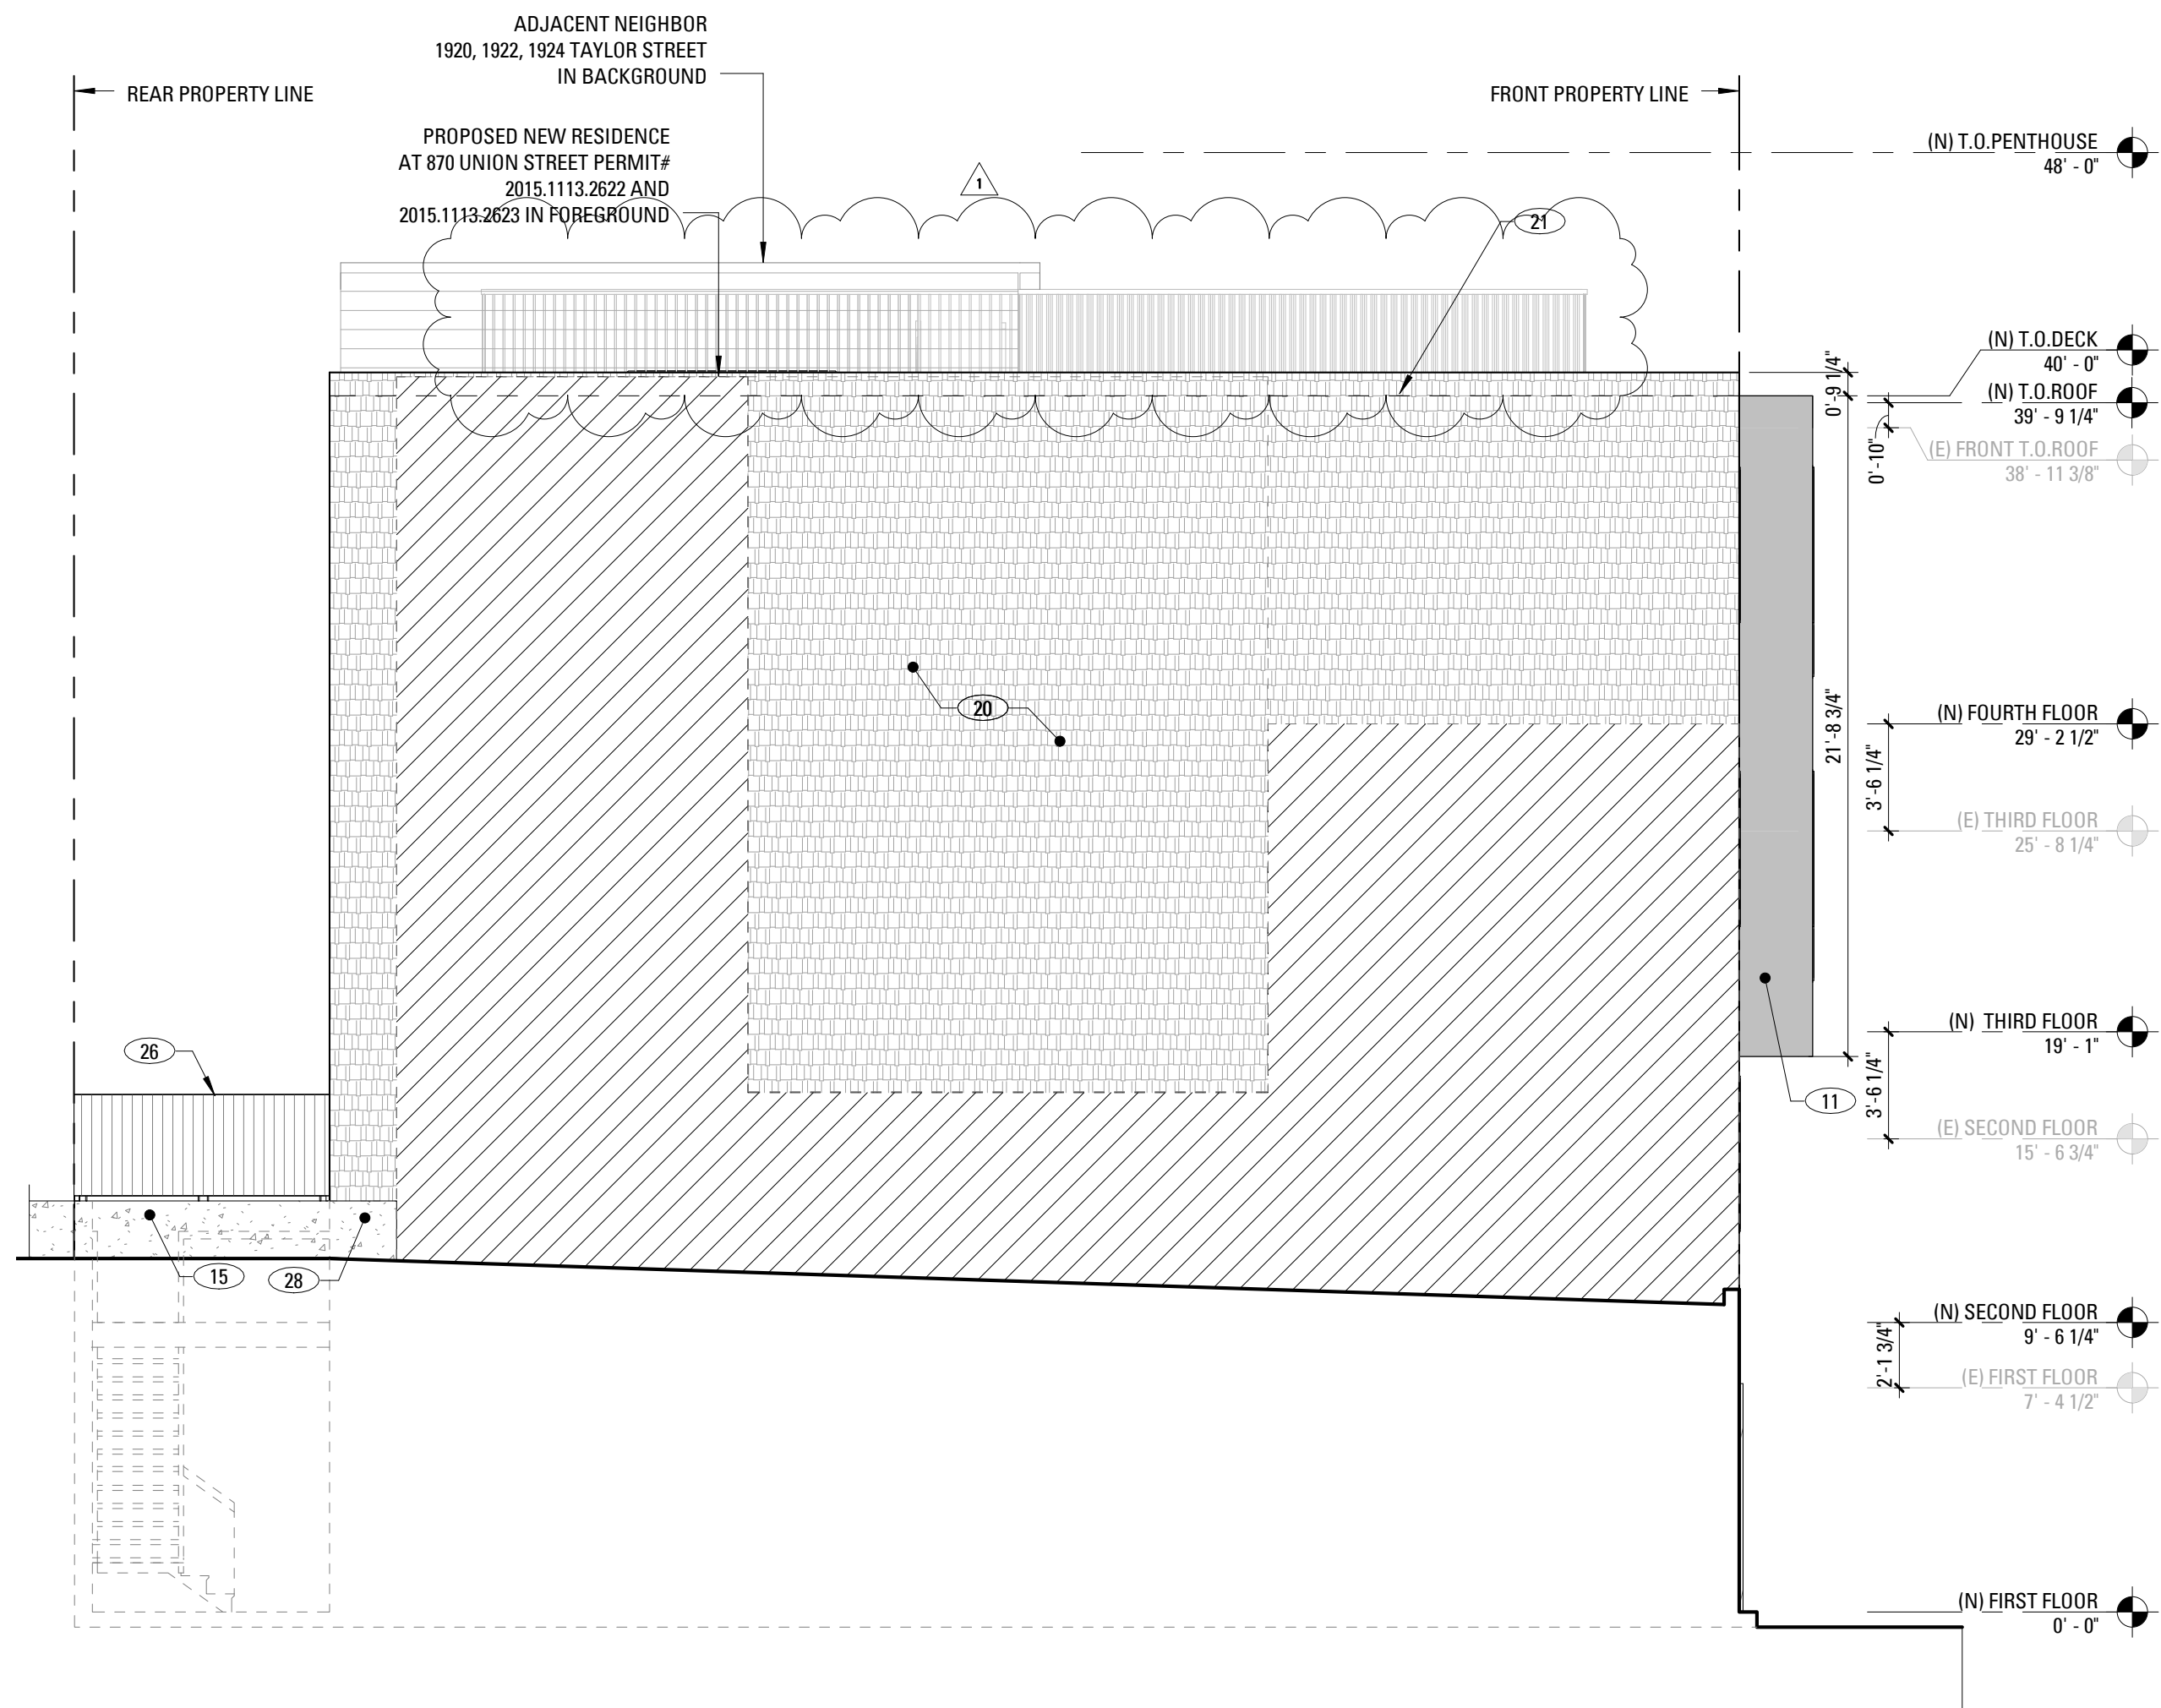 ADJACENT NEIGHBOR
1920, 1922, 1924 TAYLOR STREET
IN BACKGROUND
REAR PROPERTY LINE
FRONT PROPERTY LINE
PROPOSED NEW RESIDENCE
AT 870 UNION STREET PERMIT#
2015.1113.2622 AND
2015.1113.2623 IN FOREGROUND
1
21
(N) T.O.PENTHOUSE
48' - 0"
(N) T.O.DECK
40' - 0"
(N) T.O.ROOF
39' - 9 1/4"
(E) FRONT T.O.ROOF
38' - 11 3/8"
0'-9 1/4"
0'-10"
20
21'-8 3/4"
(N) FOURTH FLOOR
29' - 2 1/2"
3'-6 1/4"
(E) THIRD FLOOR
25' - 8 1/4"
(N) THIRD FLOOR
19' - 1"
3'-6 1/4"
(E) SECOND FLOOR
15' - 6 3/4"
26
11
15
28
(N) SECOND FLOOR
9' - 6 1/4"
2'-1 3/4"
(E) FIRST FLOOR
7' - 4 1/2"
(N) FIRST FLOOR
0' - 0"